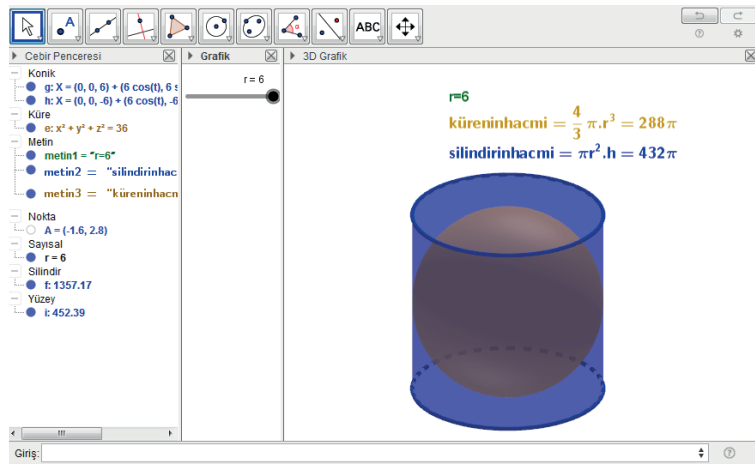 ABC
Cebir Penceresi
Grafik
3D Grafik
Konik
g: X = (0, 0, 6) + (6 cos(t), 6 s
h: X = (0, 0, -6) + (6 cos(t), -6
Küre
e: x² + y² + z² = 36
Metin
metin1 = "r=6"
metin2 = "silindirinhac
metin3 = "küreninhacm
Nokta
A = (-1.6, 2.8)
Sayısal
r = 6
Silindir
f: 1357.17
Yüzey
i: 452.39
r = 6
r=6
küreninhacmi = 4/3 π.r³ = 288π
silindirinhacmi = πr².h = 432π
Giriş: